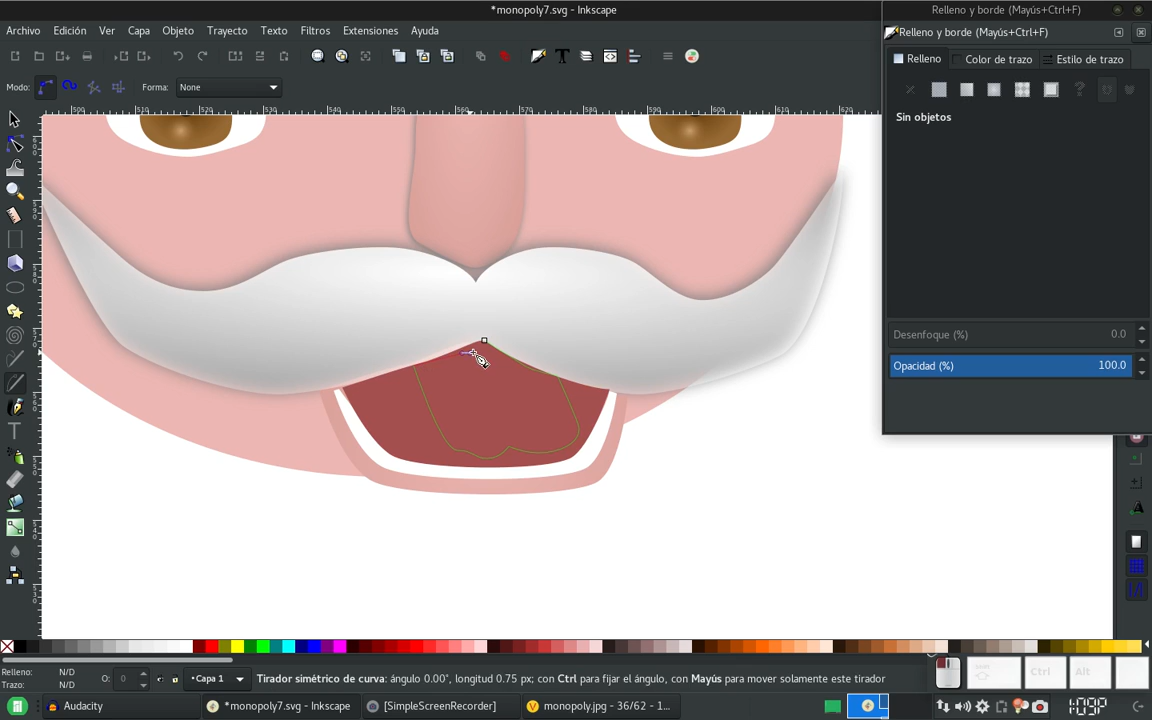 *monopoly7.svg - Inkscape
Relleno y borde (Mayús+Ctrl+F)
Archivo Edición Ver Capa Objeto Trayecto Texto Filtros Extensiones Ayuda
Relleno y borde (Mayús+Ctrl+F)
Relleno Color de trazo Estilo de trazo
Modo: Forma: None
Sin objetos
Desenfoque (%) 0.0
Opacidad (%) 100.0
Relleno: N/D
Trazo: N/D
O: 0
•Capa 1
Tirador simétrico de curva: ángulo 0.00°, longitud 0.75 px; con Ctrl para fijar el ángulo, con Mayús para mover solamente este tirador
Ctrl Alt
Audacity
*monopoly7.svg - Inkscape
[SimpleScreenRecorder]
monopoly.jpg - 36/62 - 1...
1:09P